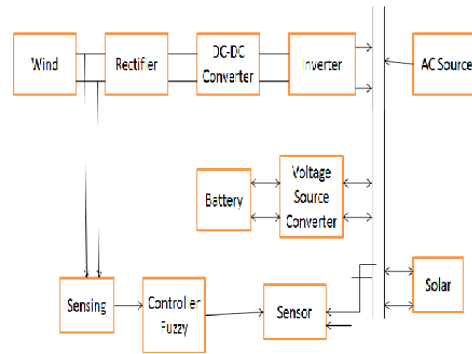 Wind
Rectifier
DC-DC
Converter
Inverter
AC Source
Battery
Voltage
Source
Converter
Sensing
Controller
Fuzzy
Sensor
Solar